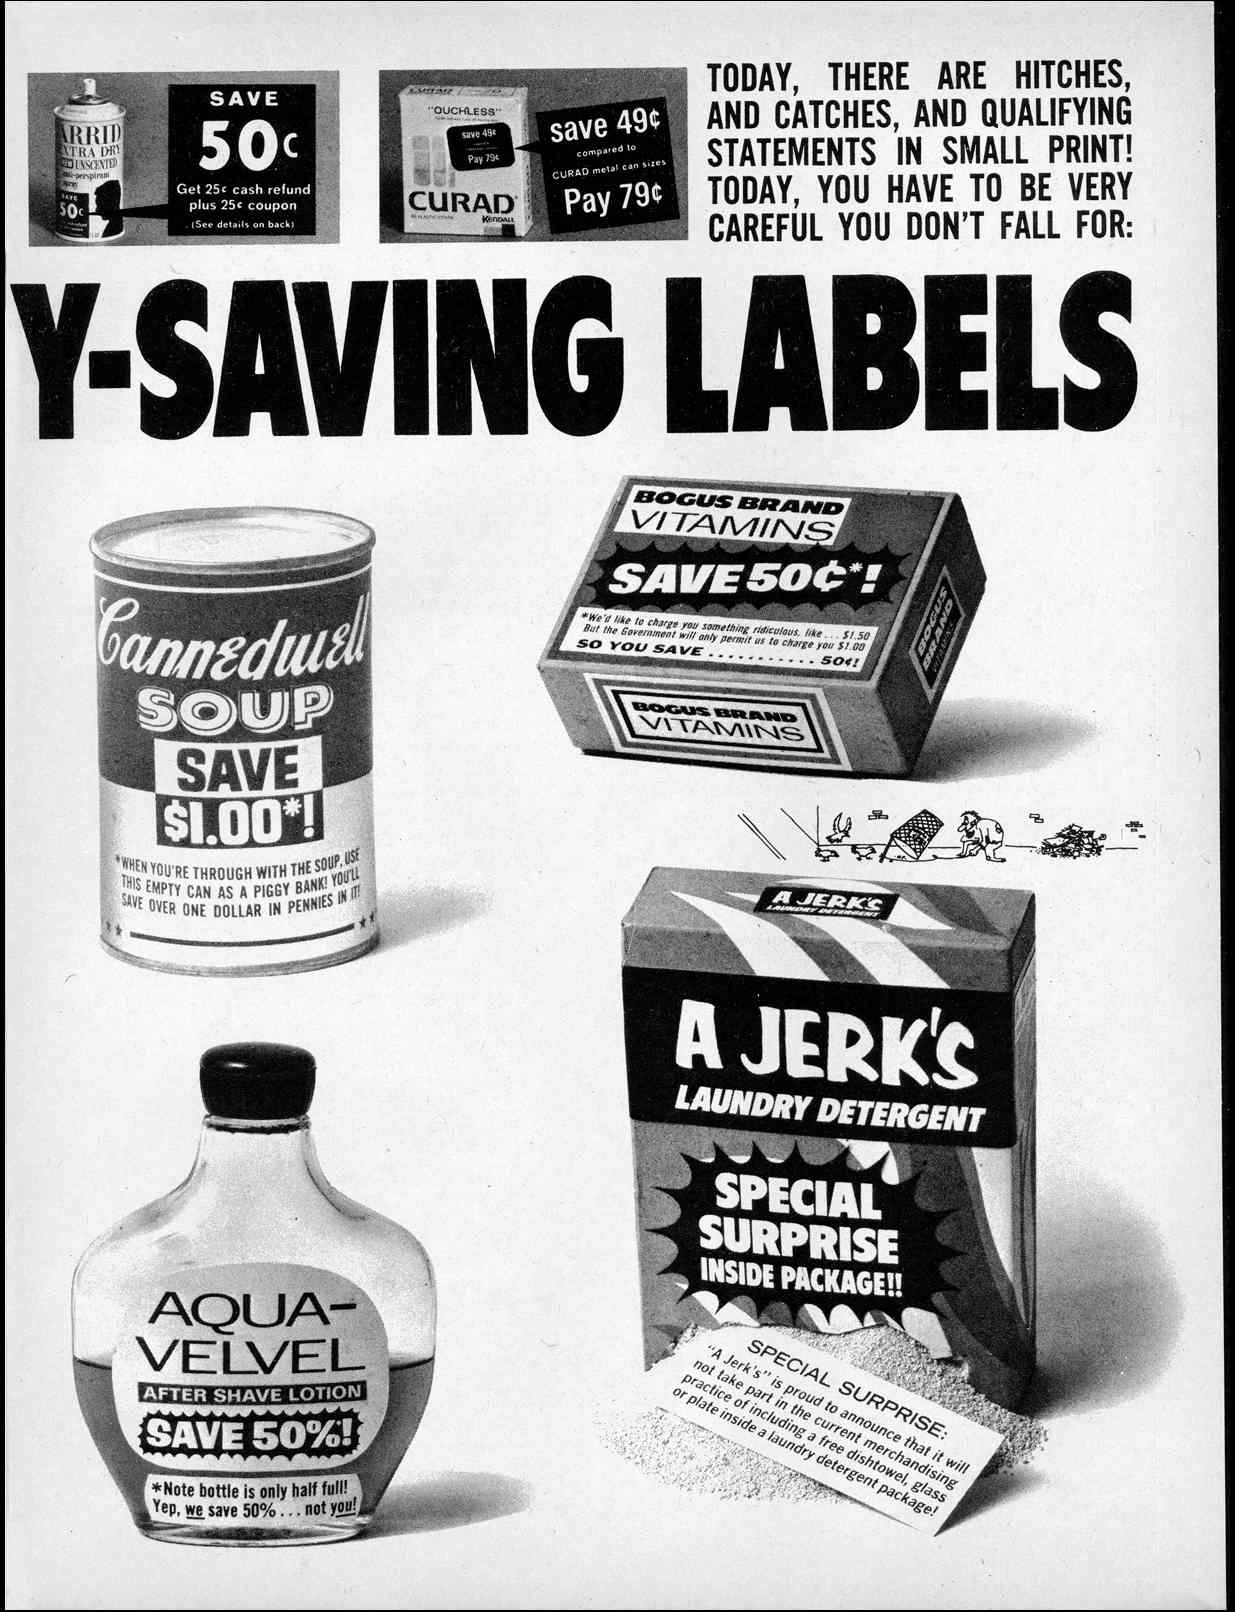 ARRID
EXTRA DRY
NEW UNSCENTED
anti-perspirant
spray
SAVE
50¢
SAVE
50¢
Get 25¢ cash refund
plus 25¢ coupon
(See details on back)
"OUCHLESS"
save 49¢
Pay 79¢
CURAD
KENDALL
save 49¢
compared to
CURAD metal can sizes
Pay 79¢
TODAY, THERE ARE HITCHES,
AND CATCHES, AND QUALIFYING
STATEMENTS IN SMALL PRINT!
TODAY, YOU HAVE TO BE VERY
CAREFUL YOU DON'T FALL FOR:
Y-SAVING LABELS
Cannedwell
SOUP
SAVE
$1.00*!
*WHEN YOU'RE THROUGH WITH THE SOUP, USE
THIS EMPTY CAN AS A PIGGY BANK! YOU'LL
SAVE OVER ONE DOLLAR IN PENNIES IN IT!
BOGUS BRAND
VITAMINS
SAVE 50¢*!
*We'd like to charge you something ridiculous, like ... $1.50
But the Government will only permit us to charge you $1.00
SO YOU SAVE ........... 50¢!
BOGUS BRAND
VITAMINS
BOGUS
BRAND
A JERK'S
LAUNDRY DETERGENT
A JERK'S
LAUNDRY DETERGENT
SPECIAL
SURPRISE
INSIDE PACKAGE!!
SPECIAL SURPRISE:
"A Jerk's" is proud to announce that it will
not take part in the current merchandising
practice of including a free dishtowel, glass
or plate inside a laundry detergent package!
AQUA-
VELVEL
AFTER SHAVE LOTION
SAVE 50%!
*Note bottle is only half full!
Yep, we save 50% ... not you!